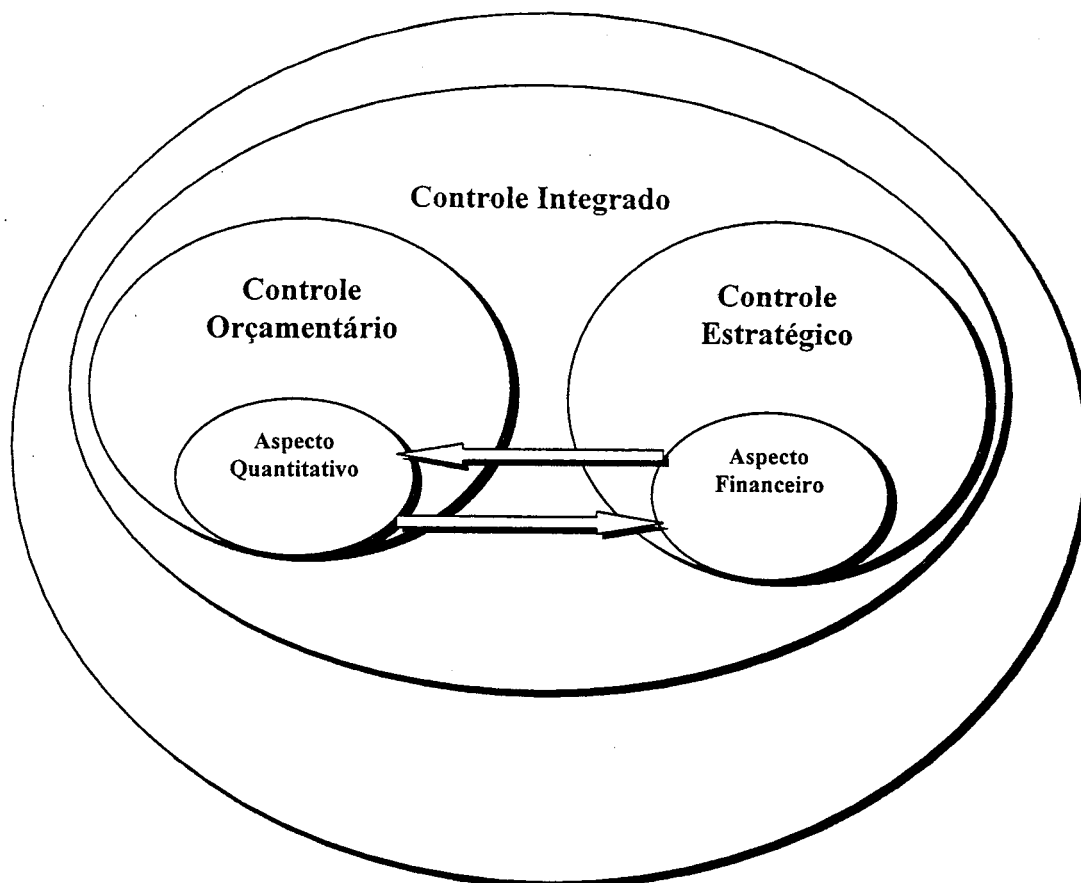 Controle Integrado
Controle
Orçamentário
Controle
Estratégico
Aspecto
Quantitativo
Aspecto
Financeiro